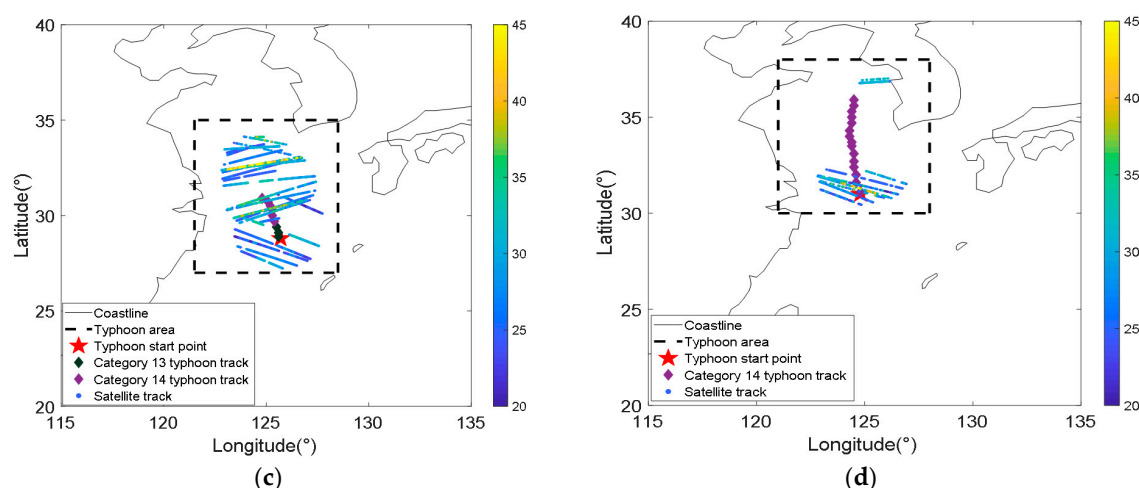 40
35
30
25
20
Latitude(°)
115
120
125
130
135
Longitude(°)
45
40
35
30
25
20
Coastline
Typhoon area
Typhoon start point
Category 13 typhoon track
Category 14 typhoon track
Satellite track
(c)
40
35
30
25
20
Latitude(°)
115
120
125
130
135
Longitude(°)
45
40
35
30
25
20
Coastline
Typhoon area
Typhoon start point
Category 14 typhoon track
Satellite track
(d)